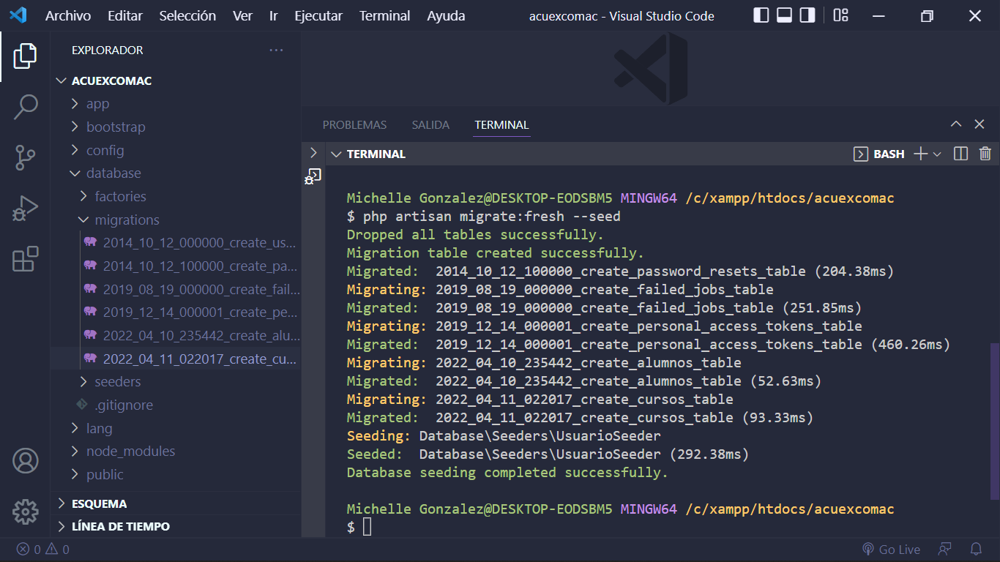 Archivo Editar Selección Ver Ir Ejecutar Terminal Ayuda acuexcomac - Visual Studio Code
EXPLORADOR
ACUEXCOMAC
app
bootstrap
config
database
factories
migrations
2014_10_12_000000_create_us...
2014_10_12_100000_create_pa...
2019_08_19_000000_create_fail...
2019_12_14_000001_create_pe...
2022_04_10_235442_create_alu...
2022_04_11_022017_create_cu...
seeders
.gitignore
lang
node_modules
public
ESQUEMA
LÍNEA DE TIEMPO
PROBLEMAS SALIDA TERMINAL
TERMINAL BASH
Michelle Gonzalez@DESKTOP-EODSBM5 MINGW64 /c/xampp/htdocs/acuexcomac
$ php artisan migrate:fresh --seed
Dropped all tables successfully.
Migration table created successfully.
Migrated:  2014_10_12_100000_create_password_resets_table (204.38ms)
Migrating: 2019_08_19_000000_create_failed_jobs_table
Migrated:  2019_08_19_000000_create_failed_jobs_table (251.85ms)
Migrating: 2019_12_14_000001_create_personal_access_tokens_table
Migrated:  2019_12_14_000001_create_personal_access_tokens_table (460.26ms)
Migrating: 2022_04_10_235442_create_alumnos_table
Migrated:  2022_04_10_235442_create_alumnos_table (52.63ms)
Migrating: 2022_04_11_022017_create_cursos_table
Migrated:  2022_04_11_022017_create_cursos_table (93.33ms)
Seeding: Database\Seeders\UsuarioSeeder
Seeded:  Database\Seeders\UsuarioSeeder (292.38ms)
Database seeding completed successfully.
Michelle Gonzalez@DESKTOP-EODSBM5 MINGW64 /c/xampp/htdocs/acuexcomac
$
0 0 Go Live